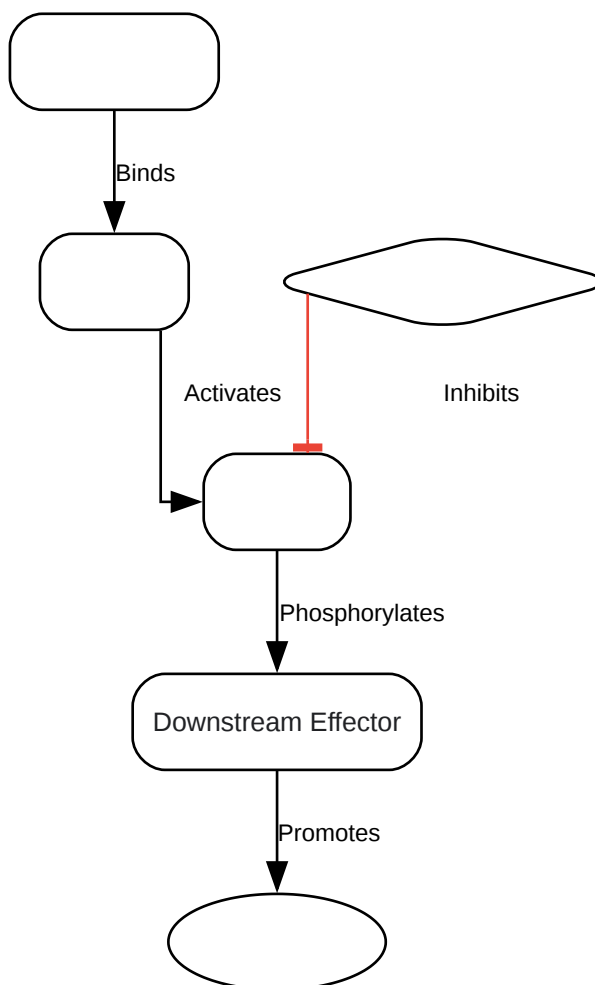 Binds
Activates
Inhibits
Phosphorylates
Downstream Effector
Promotes